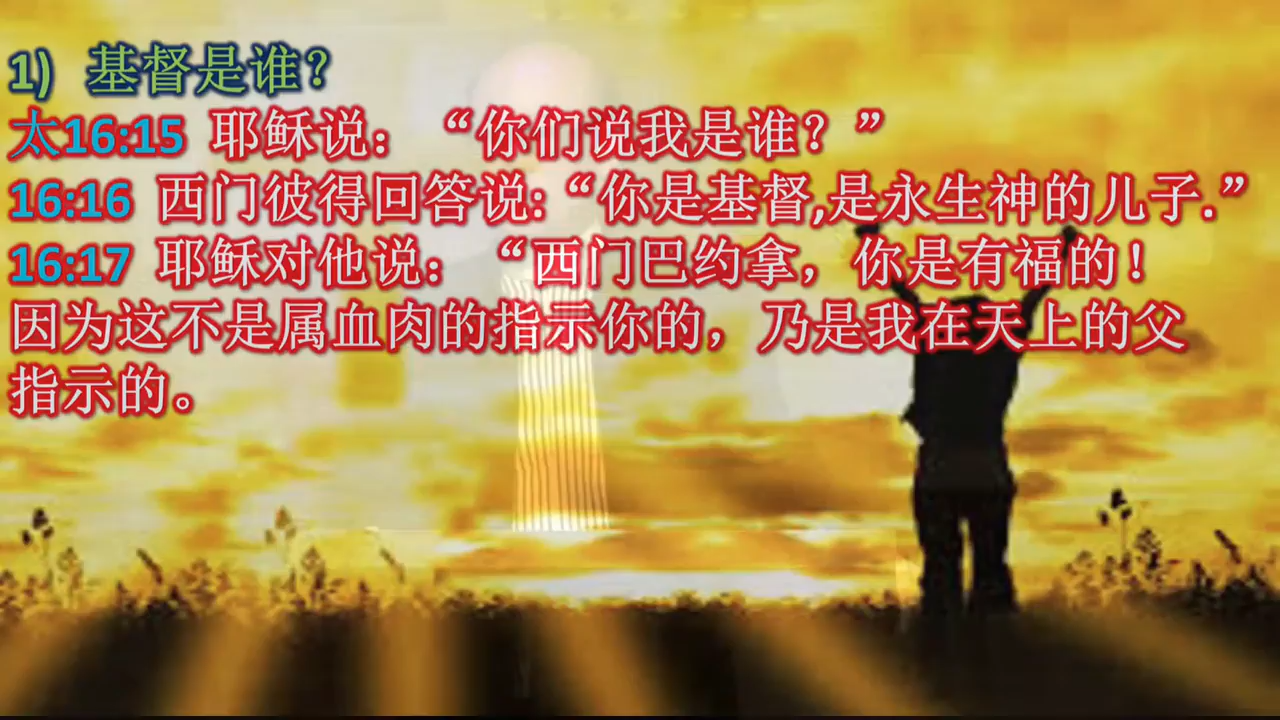 1) 基督是谁？
太16:15 耶稣说：“你们说我是谁？”
16:16 西门彼得回答说:“你是基督,是永生神的儿子.”
16:17 耶稣对他说：“西门巴约拿，你是有福的！
因为这不是属血肉的指示你的，乃是我在天上的父
指示的。